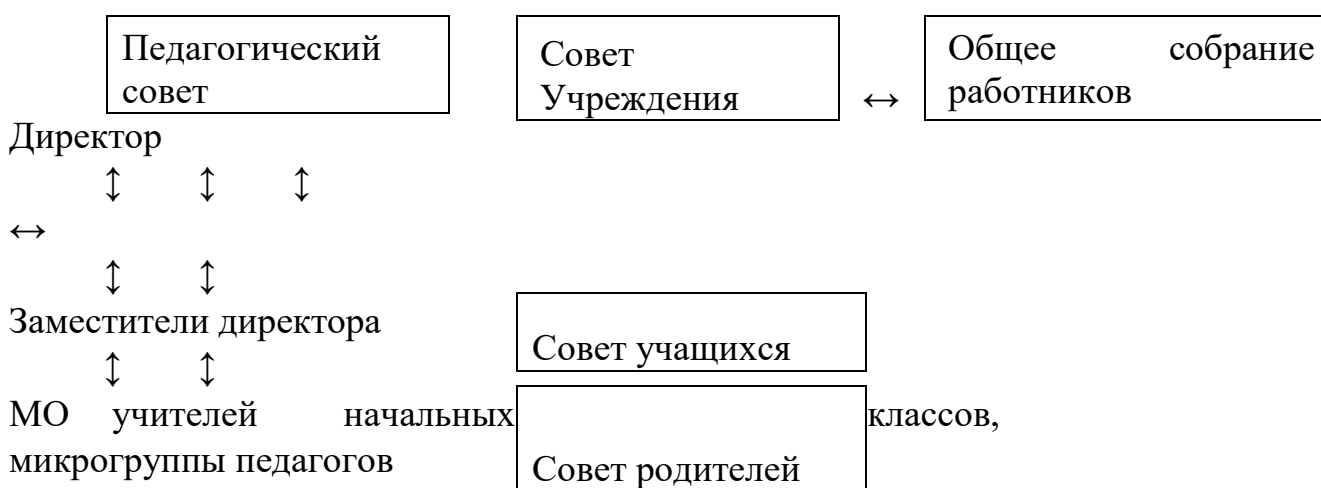 Педагогический
совет
Совет
Учреждения
↔
Общее собрание
работников
Директор
↕ ↕ ↕
↔
↕ ↕
Заместители директора
↕ ↕
Совет учащихся
МО учителей начальных классов,
микрогруппы педагогов
Совет родителей